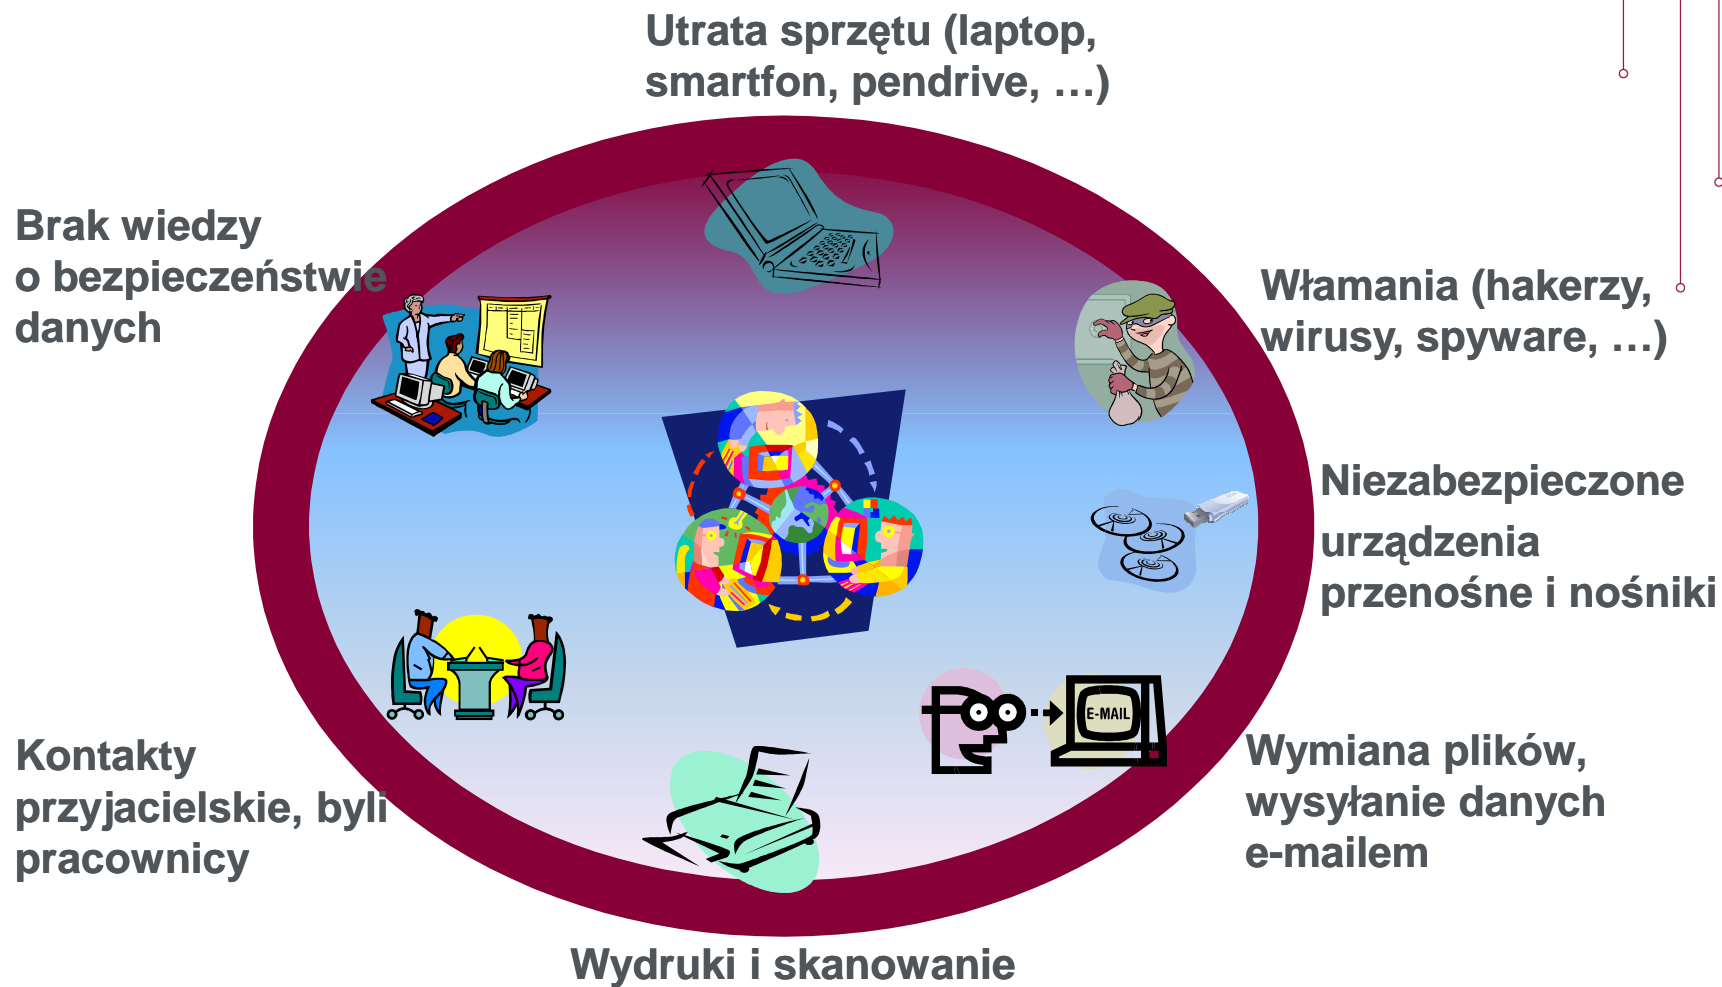 Utrata sprzętu (laptop,
smartfon, pendrive, …)
Brak wiedzy
o bezpieczeństwie
danych
Włamania (hakerzy,
wirusy, spyware, …)
Niezabezpieczone
urządzenia
przenośne i nośniki
E-MAIL
Kontakty
przyjacielskie, byli
pracownicy
Wymiana plików,
wysyłanie danych
e-mailem
Wydruki i skanowanie